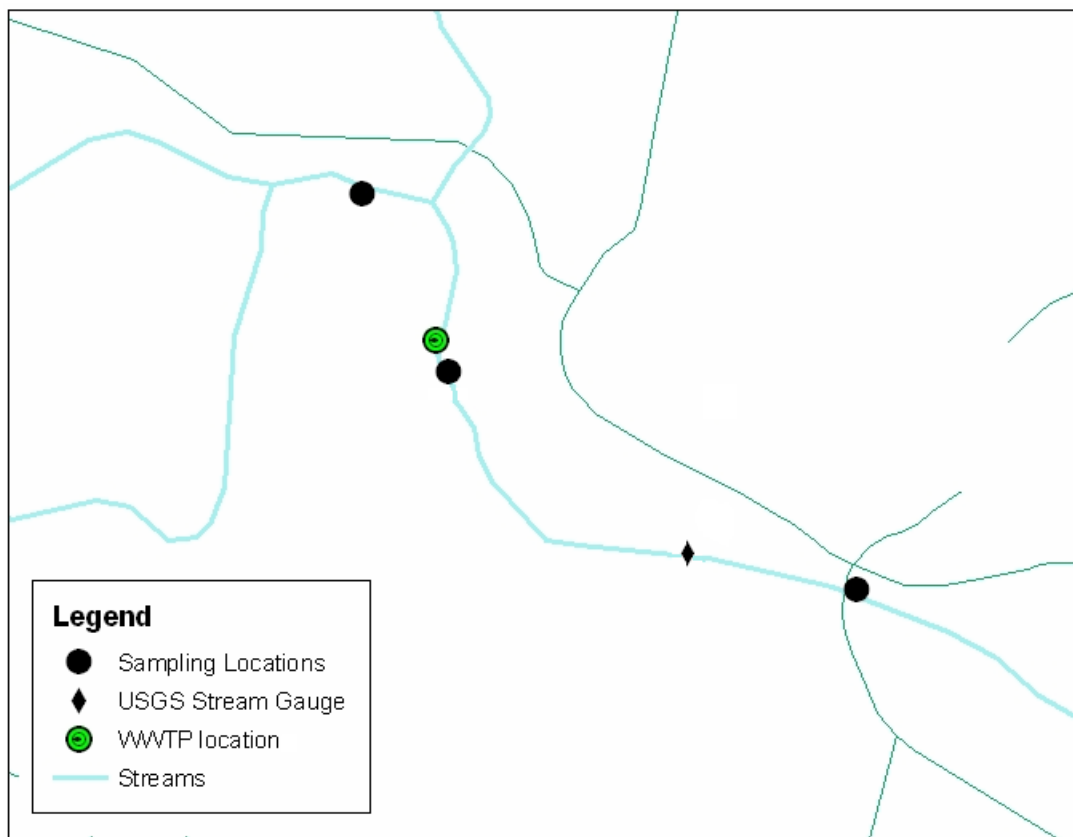 Legend
Sampling Locations
USGS Stream Gauge
WWTP location
Streams